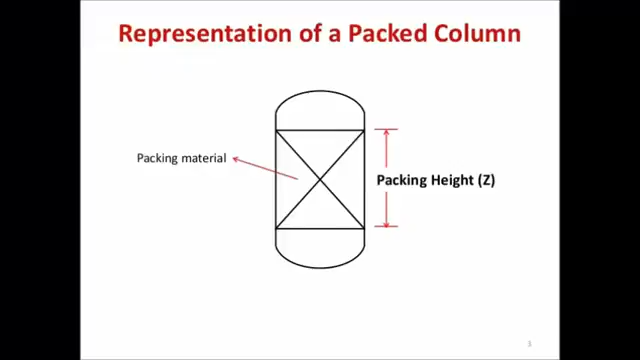 Representation of a Packed Column
Packing material
Packing Height (Z)
3